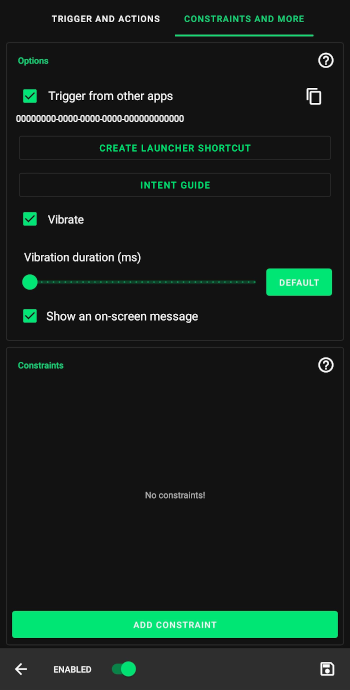 TRIGGER AND ACTIONS
CONSTRAINTS AND MORE
Options
Trigger from other apps
00000000-0000-0000-0000-000000000000
CREATE LAUNCHER SHORTCUT
INTENT GUIDE
Vibrate
Vibration duration (ms)
DEFAULT
Show an on-screen message
Constraints
No constraints!
ADD CONSTRAINT
ENABLED